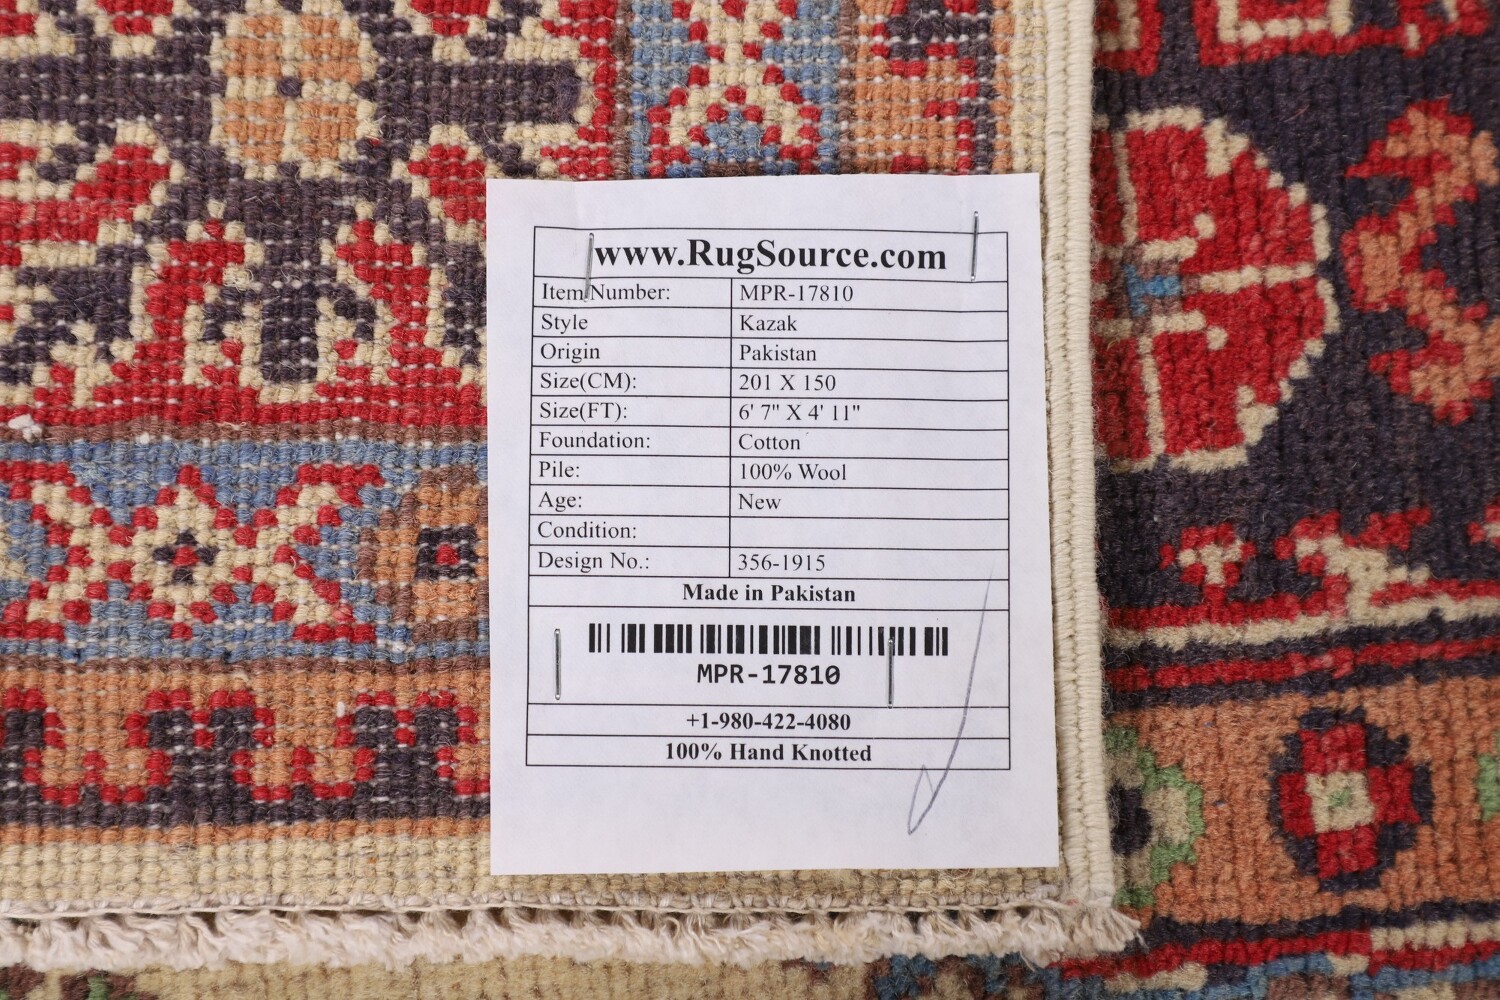 www.RugSource.com
Item Number: MPR-17810
Style Kazak
Origin Pakistan
Size(CM): 201 X 150
Size(FT): 6' 7" X 4' 11"
Foundation: Cotton
Pile: 100% Wool
Age: New
Condition:
Design No.: 356-1915
Made in Pakistan
MPR-17810
+1-980-422-4080
100% Hand Knotted